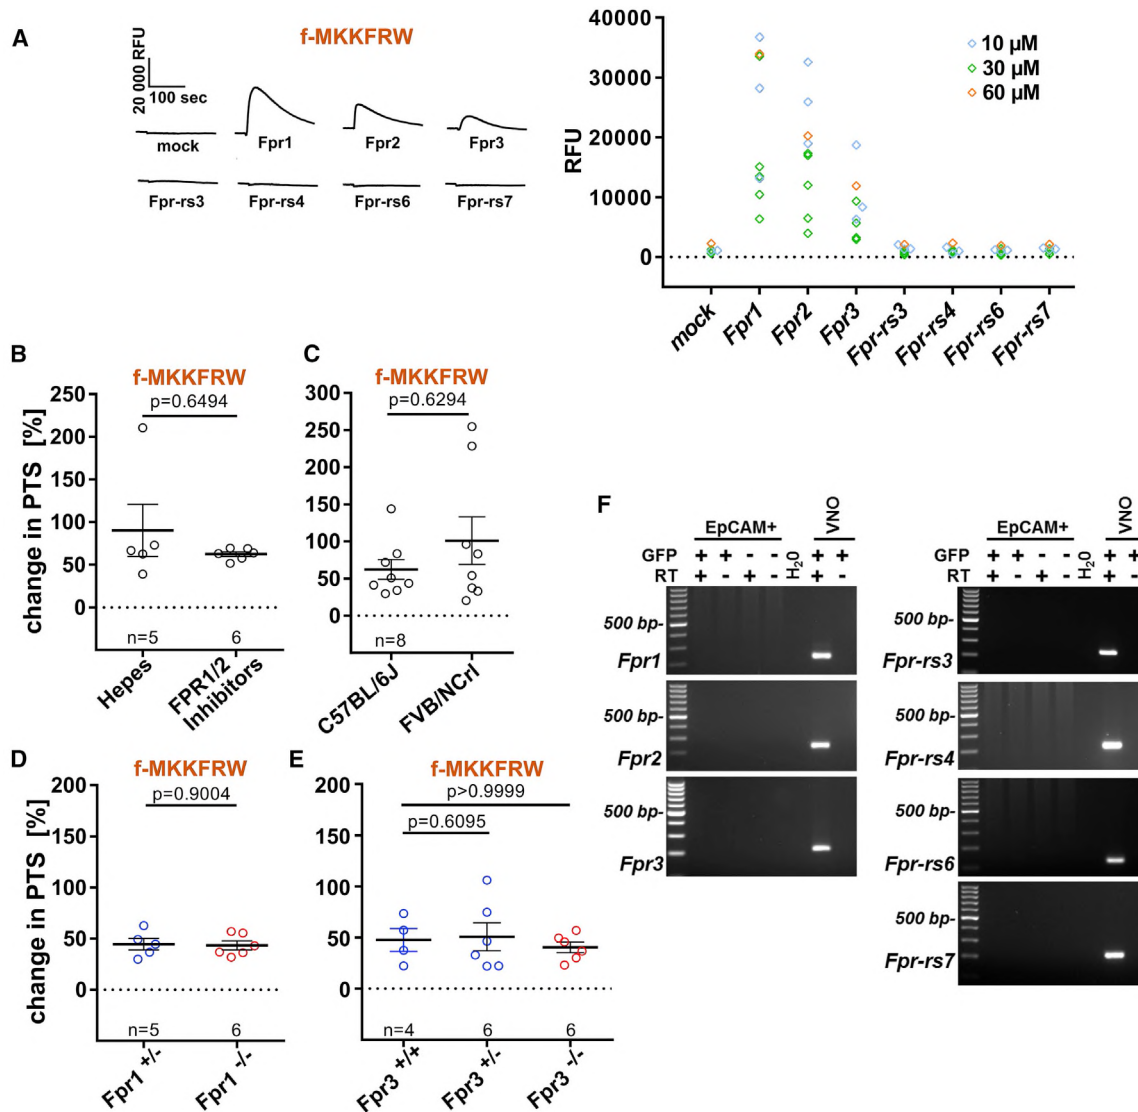 A
f-MKKFRW
20 000 RFU
100 sec
mock
Fpr1
Fpr2
Fpr3
Fpr-rs3
Fpr-rs4
Fpr-rs6
Fpr-rs7
RFU
40000
30000
20000
10000
0
10 µM
30 µM
60 µM
mock
Fpr1
Fpr2
Fpr3
Fpr-rs3
Fpr-rs4
Fpr-rs6
Fpr-rs7
B
f-MKKFRW
p=0.6494
change in PTS [%]
250
200
150
100
50
0
n=5
6
Hepes
FPR1/2
Inhibitors
C
f-MKKFRW
p=0.6294
300
250
200
150
100
50
0
n=8
C57BL/6J
FVB/NCrl
D
f-MKKFRW
p=0.9004
change in PTS [%]
200
150
100
50
0
n=5
6
Fpr1 +/-
Fpr1 -/-
E
f-MKKFRW
p>0.9999
p=0.6095
200
150
100
50
0
n=4
6
6
Fpr3 +/+
Fpr3 +/-
Fpr3 -/-
F
EpCAM+
VNO
GFP + + - - H20 + +
RT + - + - + -
500 bp-
Fpr1
500 bp-
Fpr2
500 bp-
Fpr3
EpCAM+
VNO
GFP + + - - H20 + +
RT + - + - + -
500 bp-
Fpr-rs3
500 bp-
Fpr-rs4
500 bp-
Fpr-rs6
500 bp-
Fpr-rs7